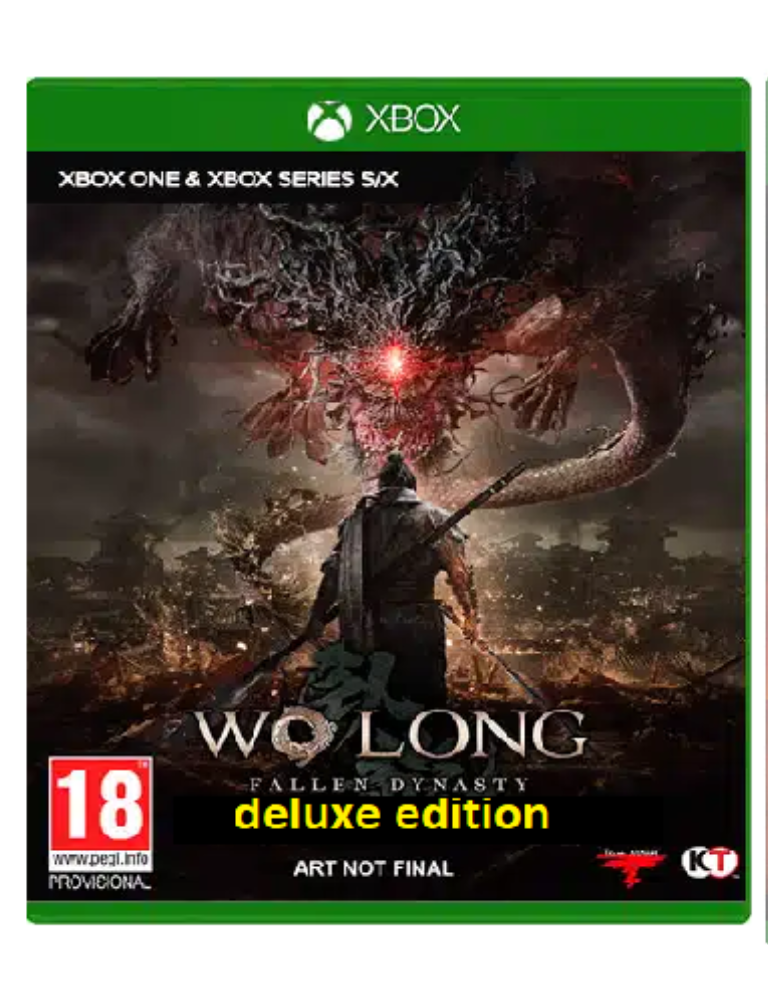 XBOX
XBOX ONE & XBOX SERIES S/X
WO LONG
FALLEN DYNASTY
deluxe edition
18
www.pegi.info
PROVISIONAL
ART NOT FINAL
KT